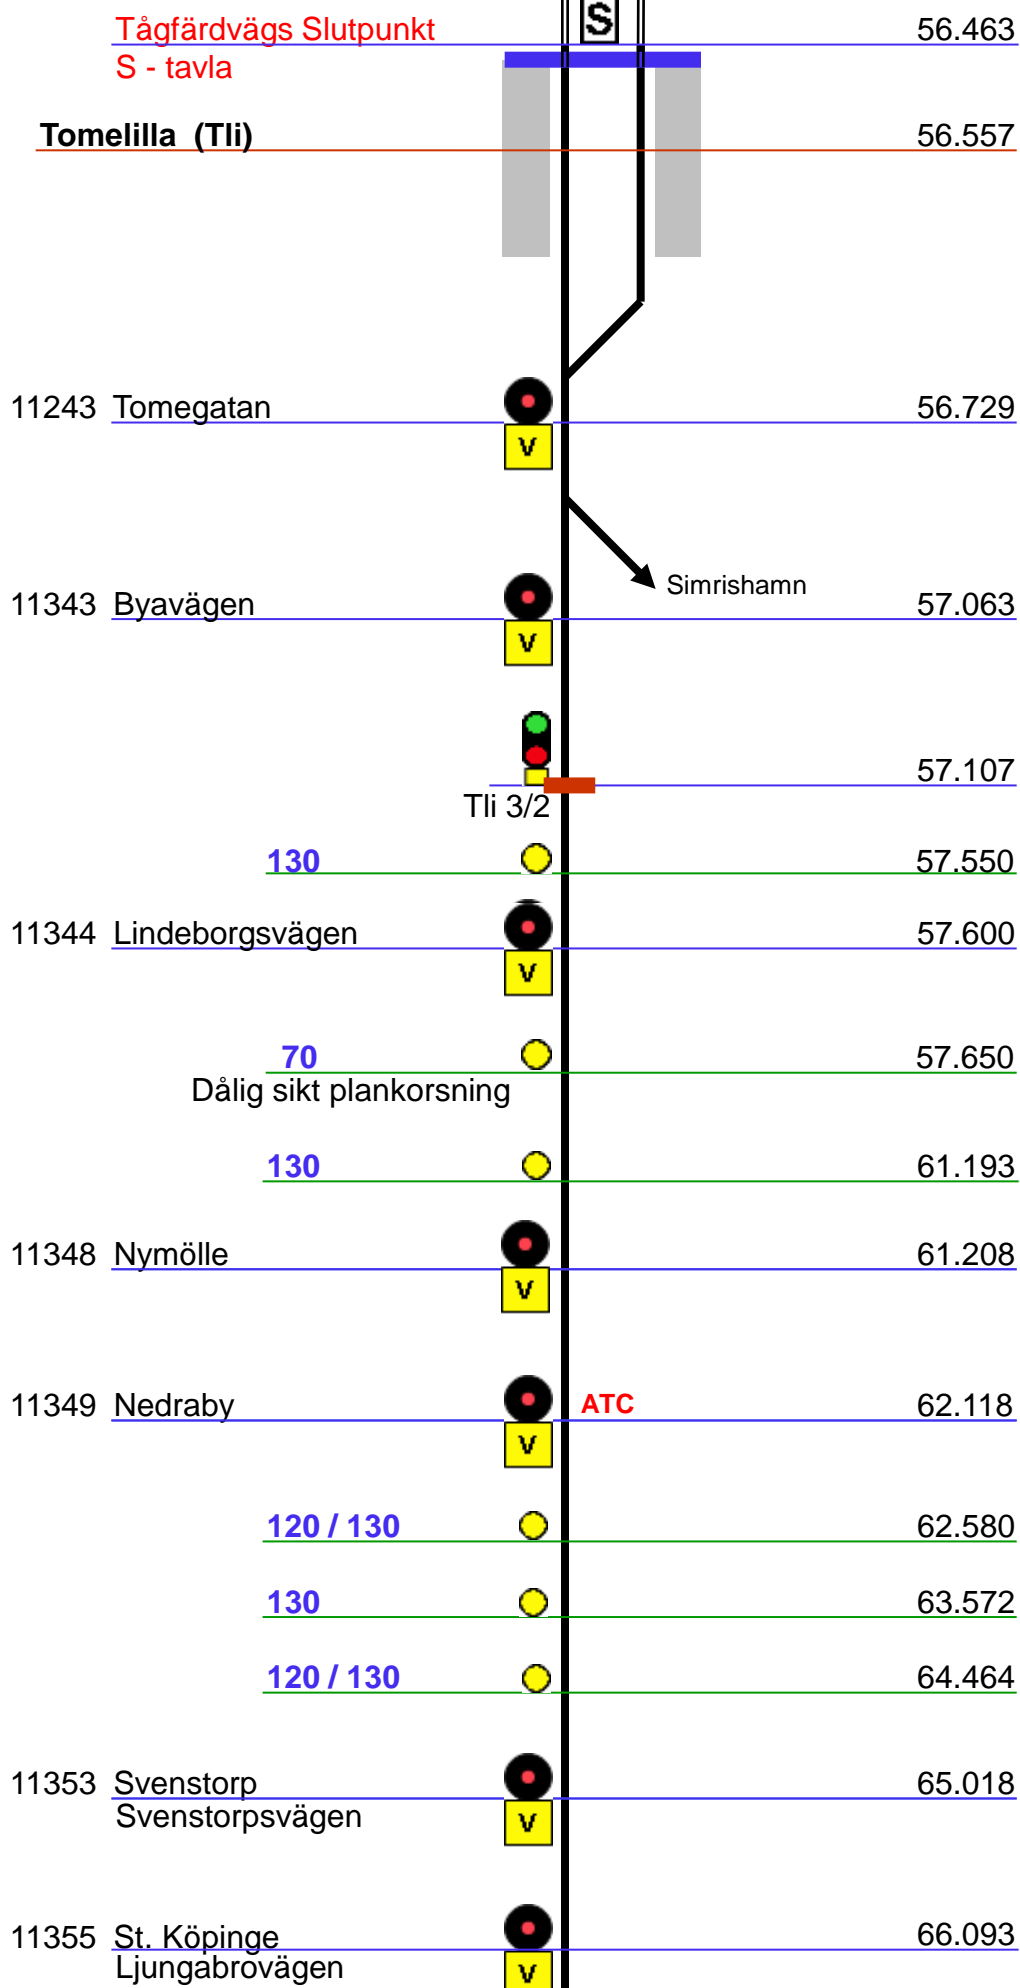 Tågfärdvägs Slutpunkt S 56.463
S - tavla
Tomelilla (Tli) 56.557
11243 Tomegatan 56.729
V
Simrishamn
11343 Byavägen 57.063
V
57.107
Tli 3/2
130 57.550
11344 Lindeborgsvägen 57.600
V
70 57.650
Dålig sikt plankorsning
130 61.193
11348 Nymölle 61.208
V
11349 Nedraby ATC 62.118
V
120 / 130 62.580
130 63.572
120 / 130 64.464
11353 Svenstorp 65.018
Svenstorpsvägen V
11355 St. Köpinge 66.093
Ljungabrovägen V